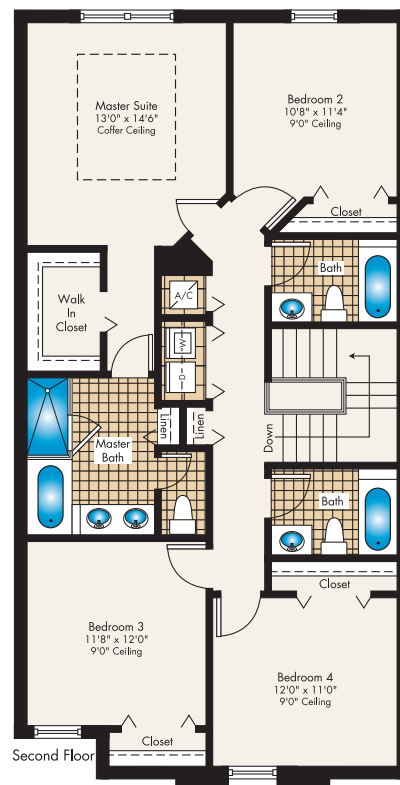 Master Suite
13'0" x 14'6"
Coffer Ceiling
Bedroom 2
10'8" x 11'4"
9'0" Ceiling
Closet
Bath
A/C
Walk
In
Closet
W
D
Linen
Linen
Down
Master
Bath
Bath
Closet
Bedroom 3
11'8" x 12'0"
9'0" Ceiling
Bedroom 4
12'0" x 11'0"
9'0" Ceiling
Closet
Second Floor